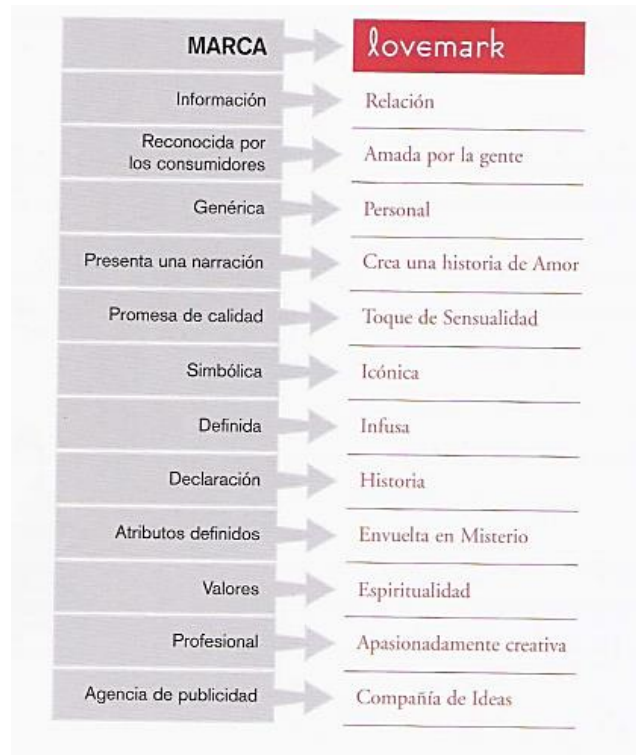 MARCA lovemark
Información Relación
Reconocida por
los consumidores Amada por la gente
Genérica Personal
Presenta una narración Crea una historia de Amor
Promesa de calidad Toque de Sensualidad
Simbólica Icónica
Definida Infusa
Declaración Historia
Atributos definidos Envuelta en Misterio
Valores Espiritualidad
Profesional Apasionadamente creativa
Agencia de publicidad Compañía de Ideas